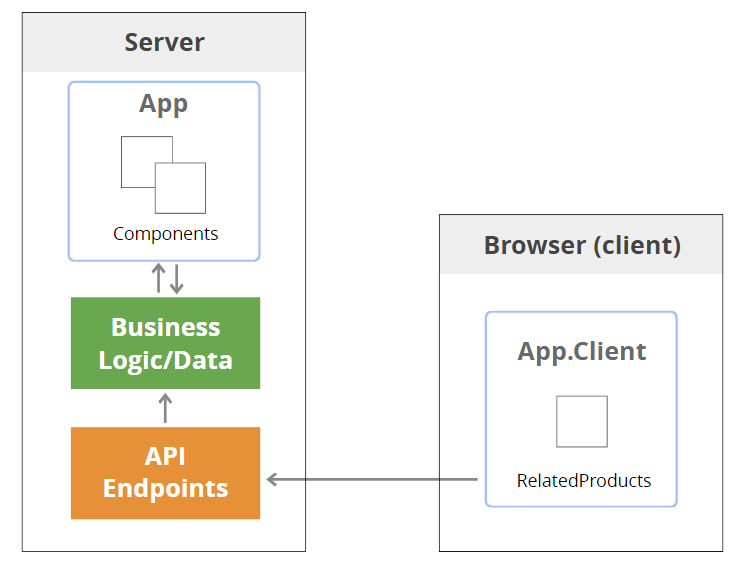 Server
App
Components
Business
Logic/Data
API
Endpoints
Browser (client)
App.Client
RelatedProducts